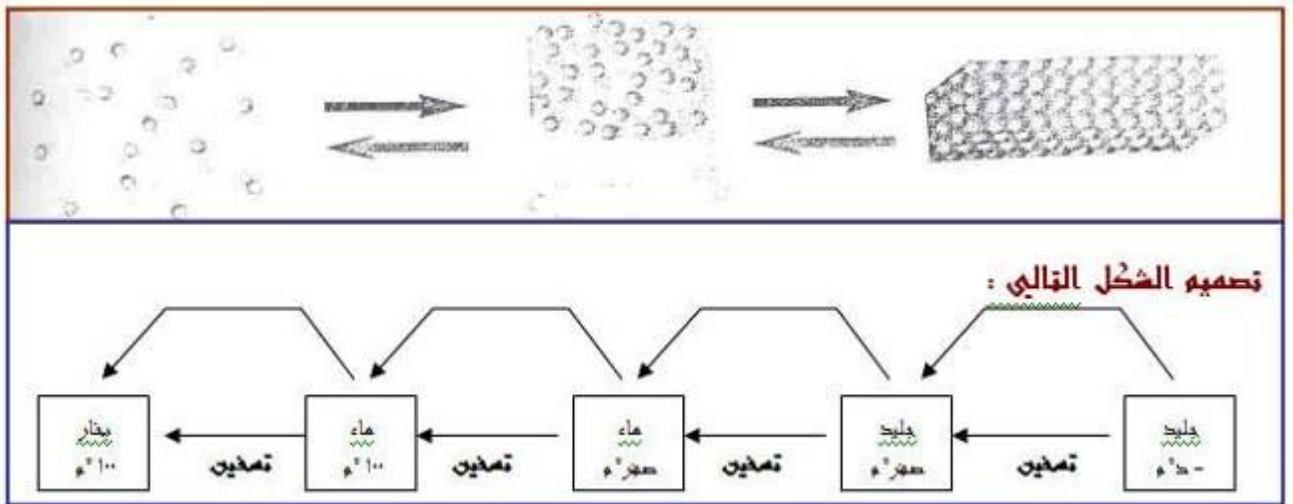 تصميم الشكل التالي :
جليد
- د°م
تسخين
جليد
صفر°م
تسخين
ماء
صفر°م
تسخين
ماء
١٠٠°م
تسخين
بخار
١٠٠°م